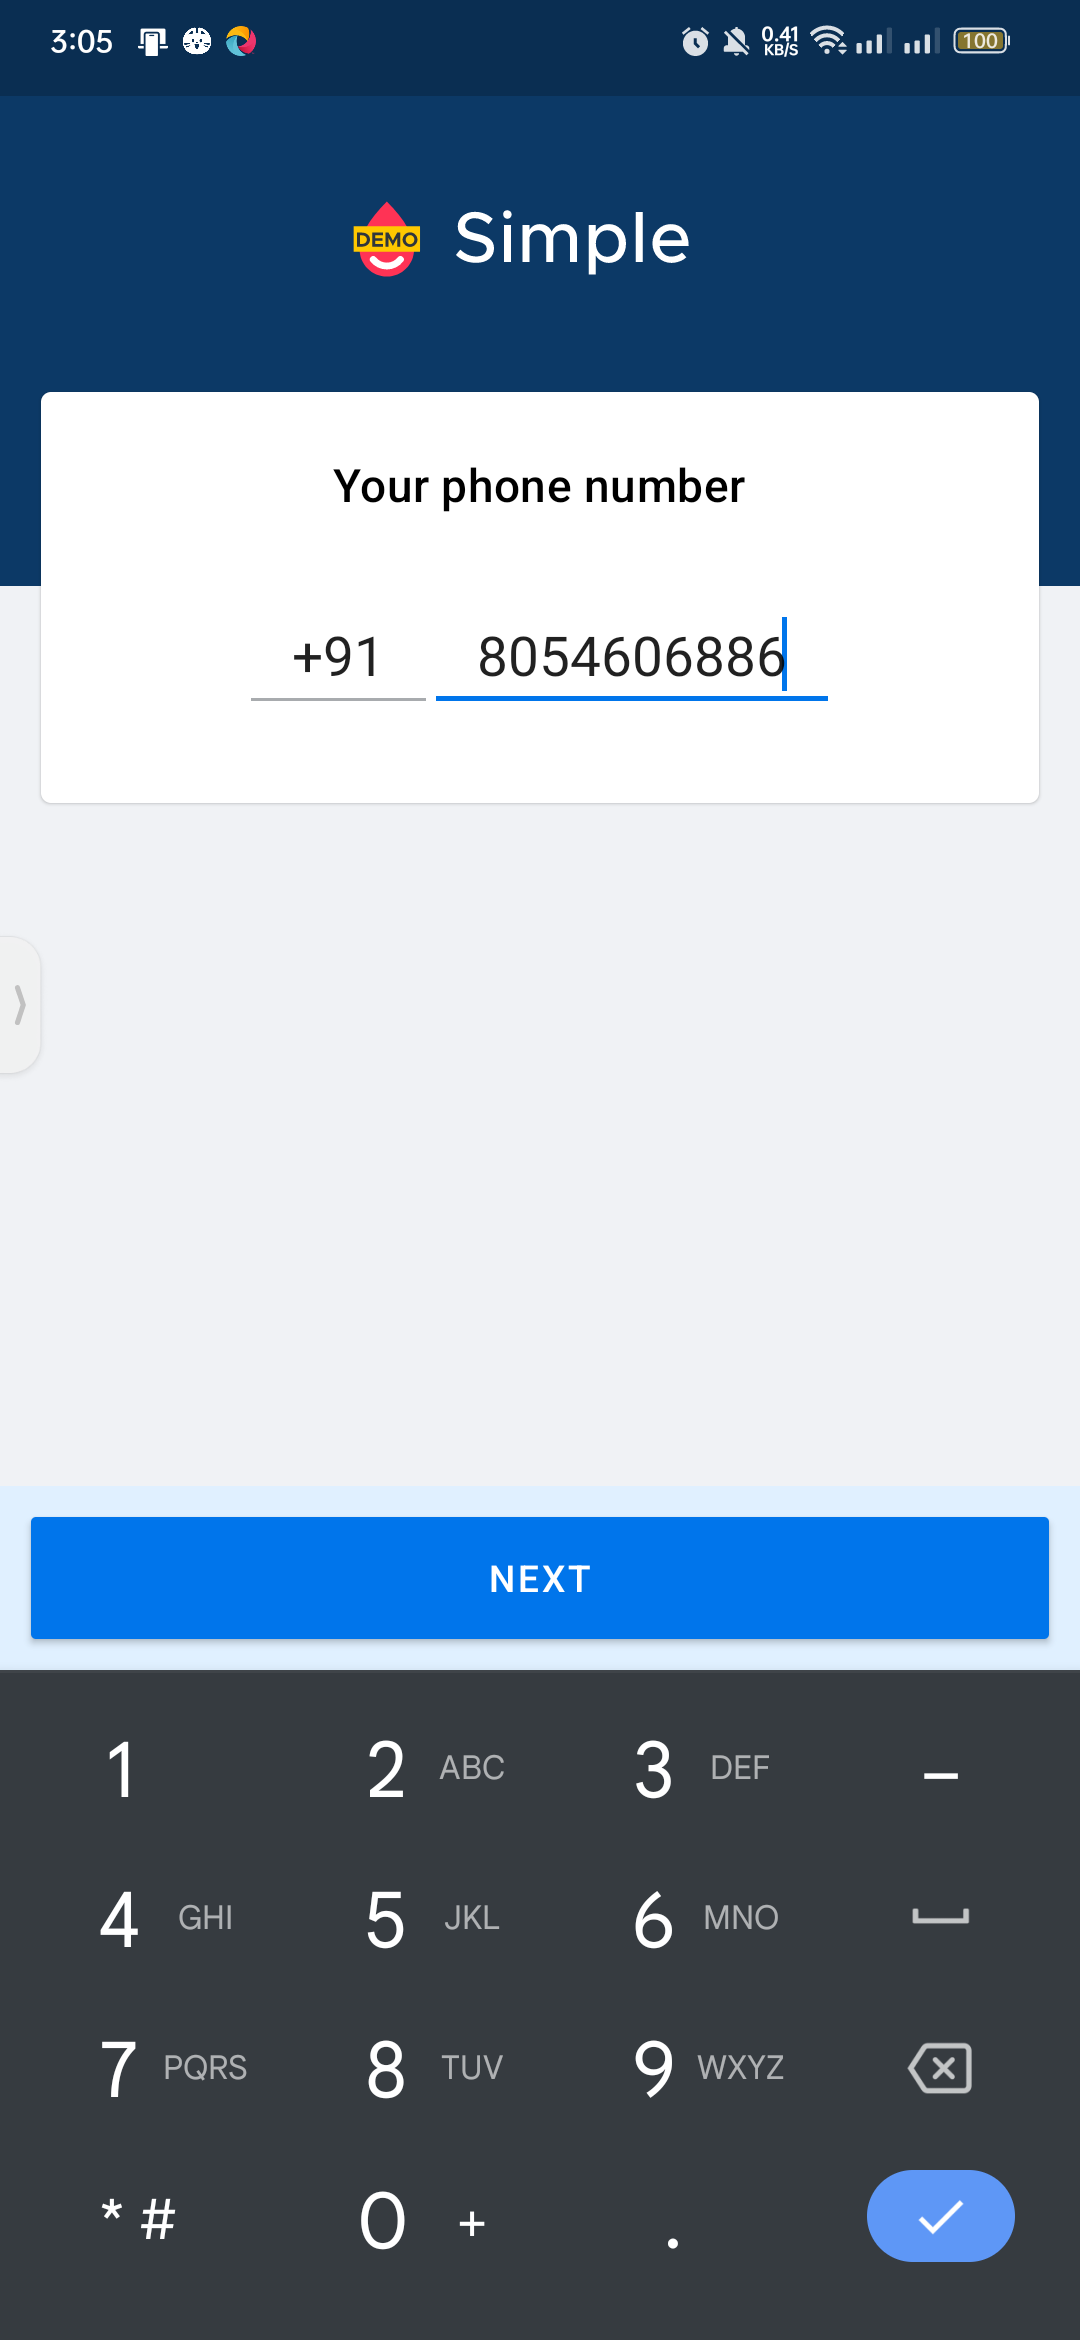 3:05 0.41 KB/S 100
DEMO Simple
Your phone number
+91 8054606886
NEXT
1 2 ABC 3 DEF –
4 GHI 5 JKL 6 MNO
7 PQRS 8 TUV 9 WXYZ
* # 0 + .